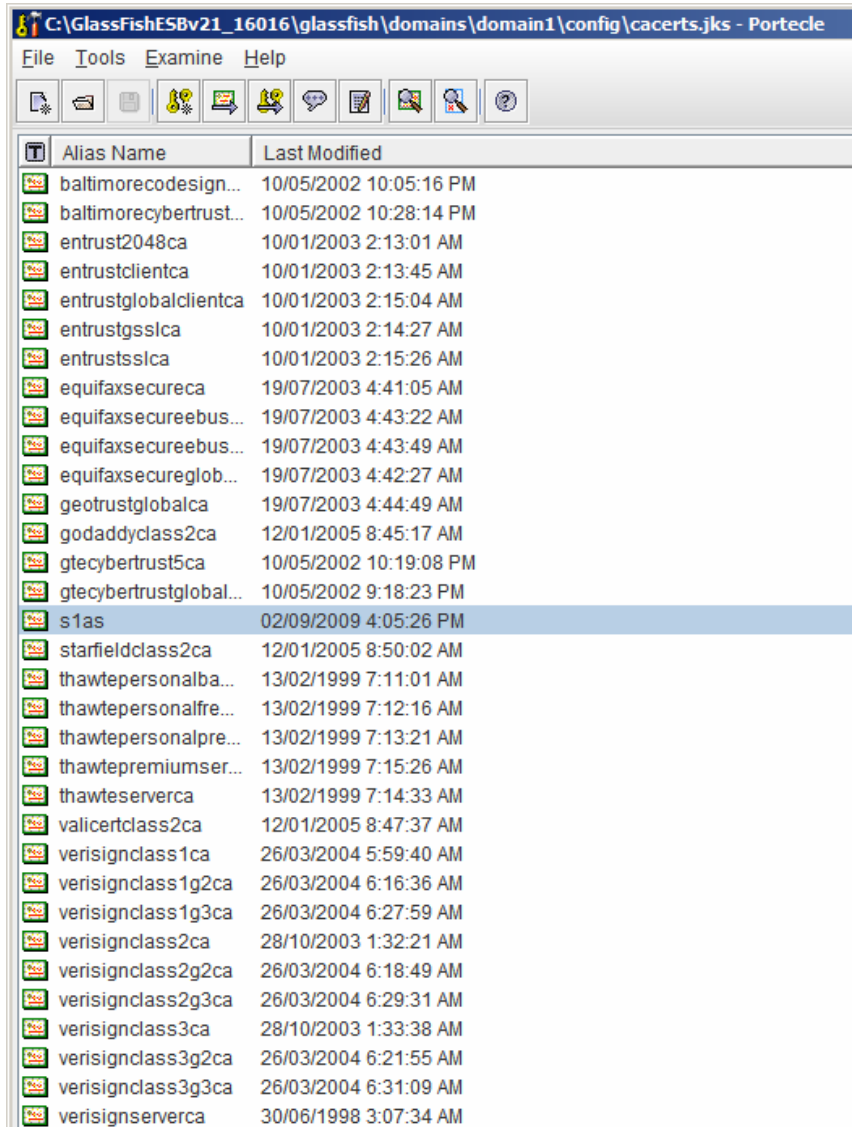 C:\GlassFishESBv21_16016\glassfish\domains\domain1\config\cacerts.jks - Portecle
File Tools Examine Help
T Alias Name Last Modified
baltimorecodesign... 10/05/2002 10:05:16 PM
baltimorecybertrust... 10/05/2002 10:28:14 PM
entrust2048ca 10/01/2003 2:13:01 AM
entrustclientca 10/01/2003 2:13:45 AM
entrustglobalclientca 10/01/2003 2:15:04 AM
entrustgsslca 10/01/2003 2:14:27 AM
entrustsslca 10/01/2003 2:15:26 AM
equifaxsecureca 19/07/2003 4:41:05 AM
equifaxsecureebus... 19/07/2003 4:43:22 AM
equifaxsecureebus... 19/07/2003 4:43:49 AM
equifaxsecureglob... 19/07/2003 4:42:27 AM
geotrustglobalca 19/07/2003 4:44:49 AM
godaddyclass2ca 12/01/2005 8:45:17 AM
gtecybertrust5ca 10/05/2002 10:19:08 PM
gtecybertrustglobal... 10/05/2002 9:18:23 PM
s1as 02/09/2009 4:05:26 PM
starfieldclass2ca 12/01/2005 8:50:02 AM
thawtepersonalba... 13/02/1999 7:11:01 AM
thawtepersonalfre... 13/02/1999 7:12:16 AM
thawtepersonalpre... 13/02/1999 7:13:21 AM
thawtepremiumser... 13/02/1999 7:15:26 AM
thawteserverca 13/02/1999 7:14:33 AM
valicertclass2ca 12/01/2005 8:47:37 AM
verisignclass1ca 26/03/2004 5:59:40 AM
verisignclass1g2ca 26/03/2004 6:16:36 AM
verisignclass1g3ca 26/03/2004 6:27:59 AM
verisignclass2ca 28/10/2003 1:32:21 AM
verisignclass2g2ca 26/03/2004 6:18:49 AM
verisignclass2g3ca 26/03/2004 6:29:31 AM
verisignclass3ca 28/10/2003 1:33:38 AM
verisignclass3g2ca 26/03/2004 6:21:55 AM
verisignclass3g3ca 26/03/2004 6:31:09 AM
verisignserverca 30/06/1998 3:07:34 AM